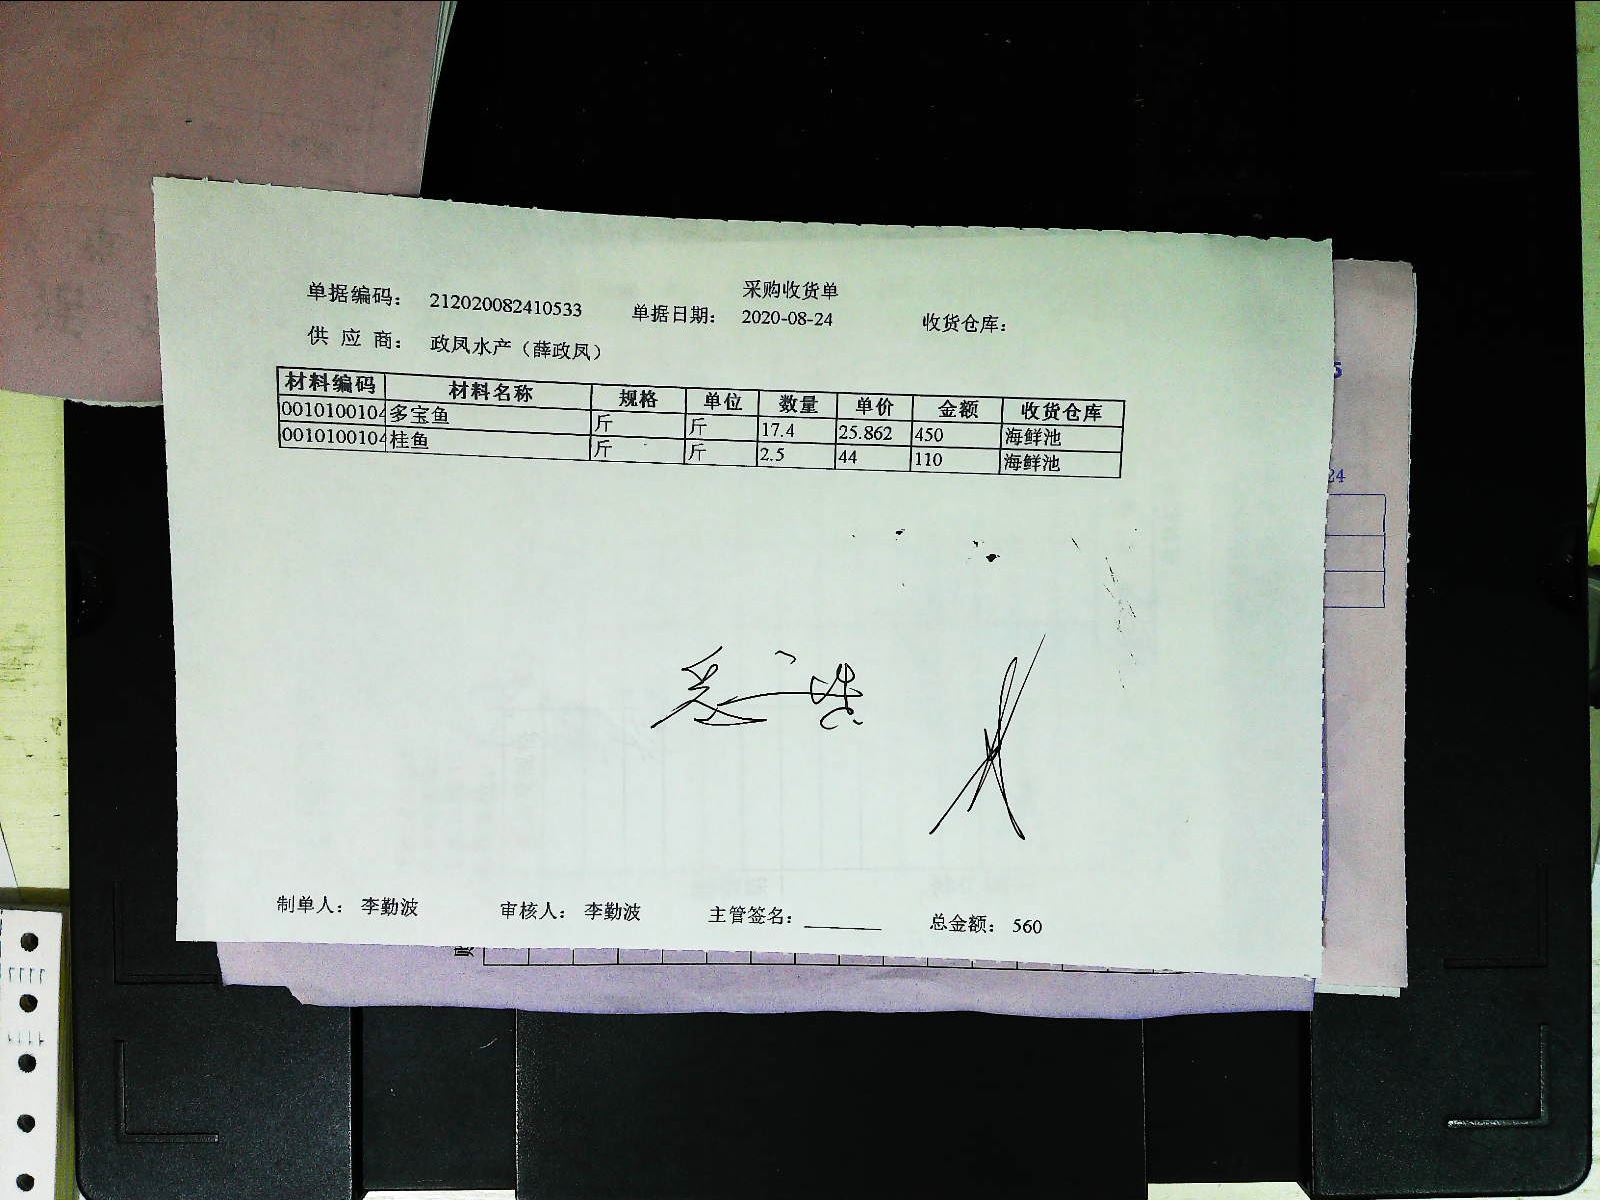 采购收货单
单据编码： 212020082410533 单据日期： 2020-08-24 收货仓库：
供 应 商： 政凤水产（薛政凤）
材料编码 材料名称 规格 单位 数量 单价 金额 收货仓库
0010100104 多宝鱼 斤 斤 17.4 25.862 450 海鲜池
0010100104 桂鱼 斤 斤 2.5 44 110 海鲜池
24
制单人： 李勤波 审核人： 李勤波 主管签名： 总金额： 560